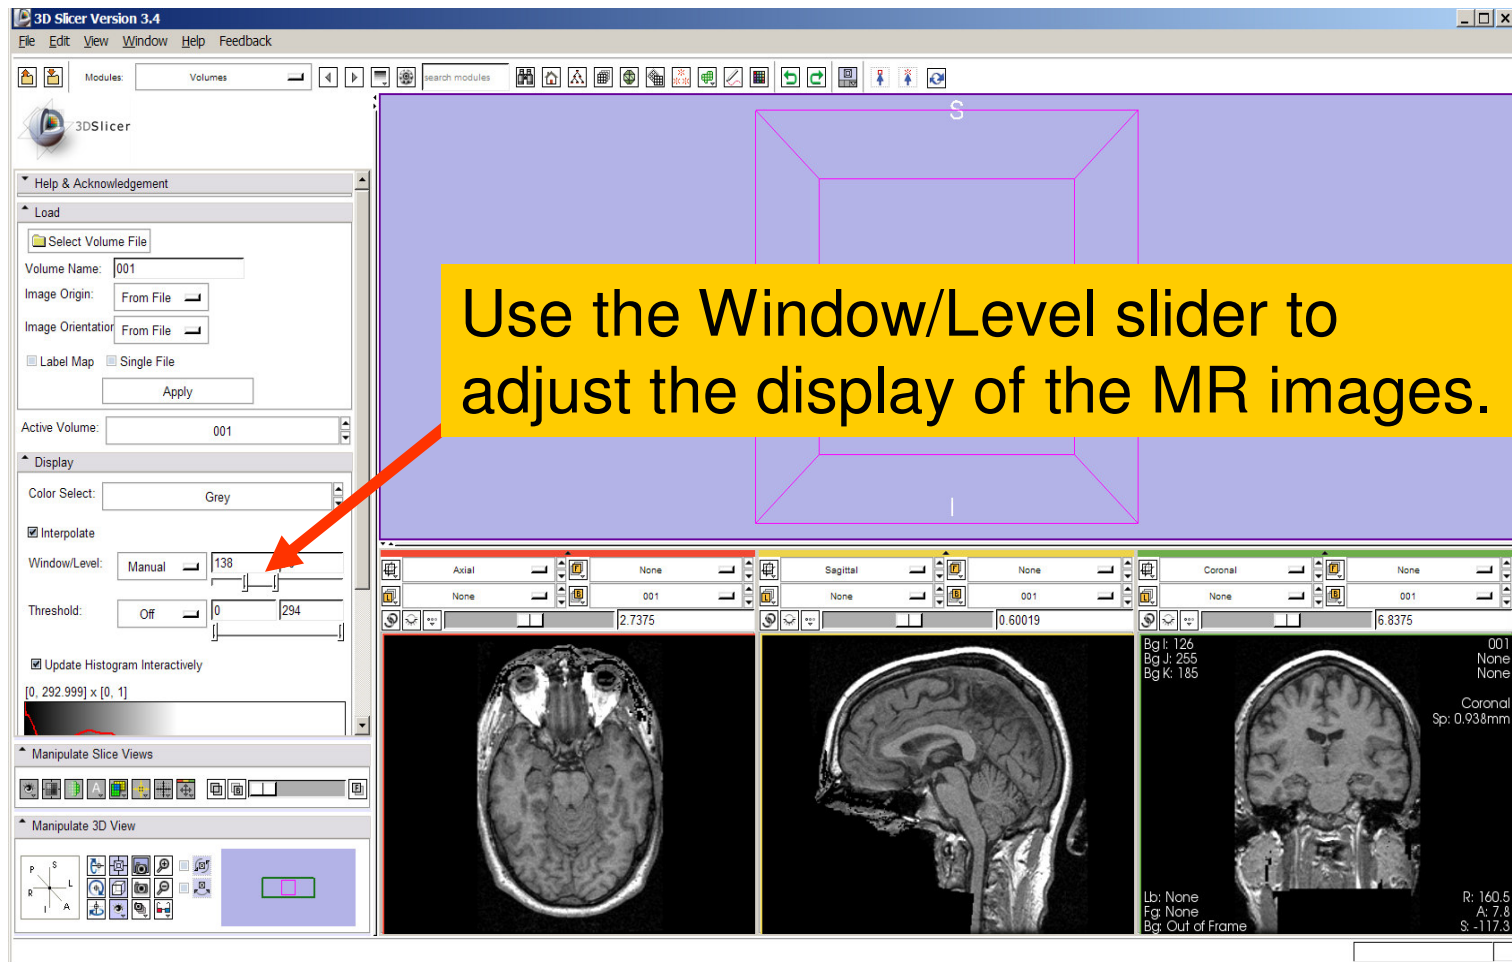 3D Slicer Version 3.4
File Edit View Window Help Feedback
Modules: Volumes search modules
3DSlicer
Help & Acknowledgement
Load
Select Volume File
Volume Name: 001
Image Origin: From File
Image Orientation From File
Label Map Single File
Apply
Active Volume: 001
Display
Color Select: Grey
Interpolate
Window/Level: Manual 138
Threshold: Off 0 294
Update Histogram Interactively
[0, 292.999] x [0, 1]
Manipulate Slice Views
Manipulate 3D View
P S L R I A
S
Use the Window/Level slider to
adjust the display of the MR images.
I
Axial None
None 001
2.7375
Sagittal None
None 001
0.60019
Coronal None
None 001
6.8375
Bg I: 126
Bg J: 255
Bg K: 185
001
None
None
Coronal
Sp: 0.938mm
Lb: None
Fg: None
Bg: Out of Frame
R: 160.5
A: 7.8
S: -117.3